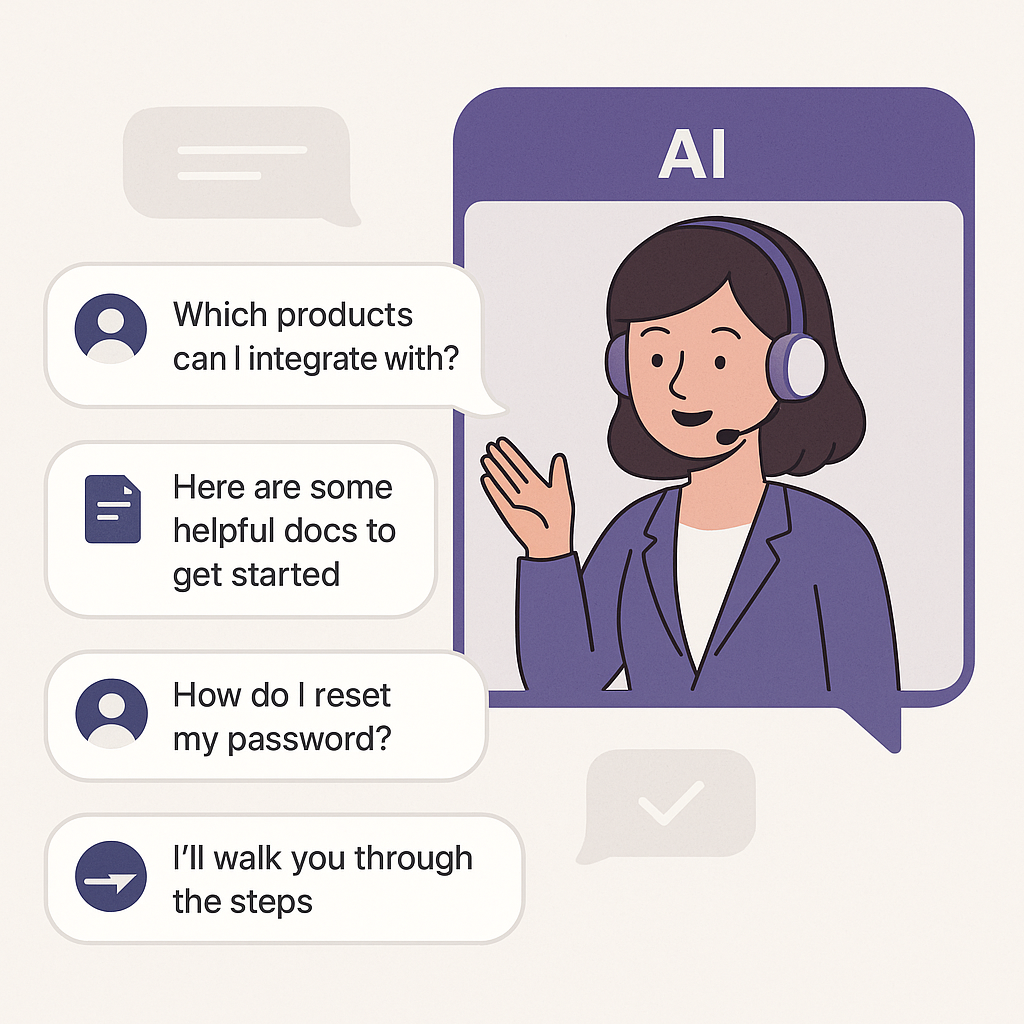 AI
Which products
can I integrate with?
Here are some
helpful docs to
get started
How do I reset
my password?
I'll walk you through
the steps